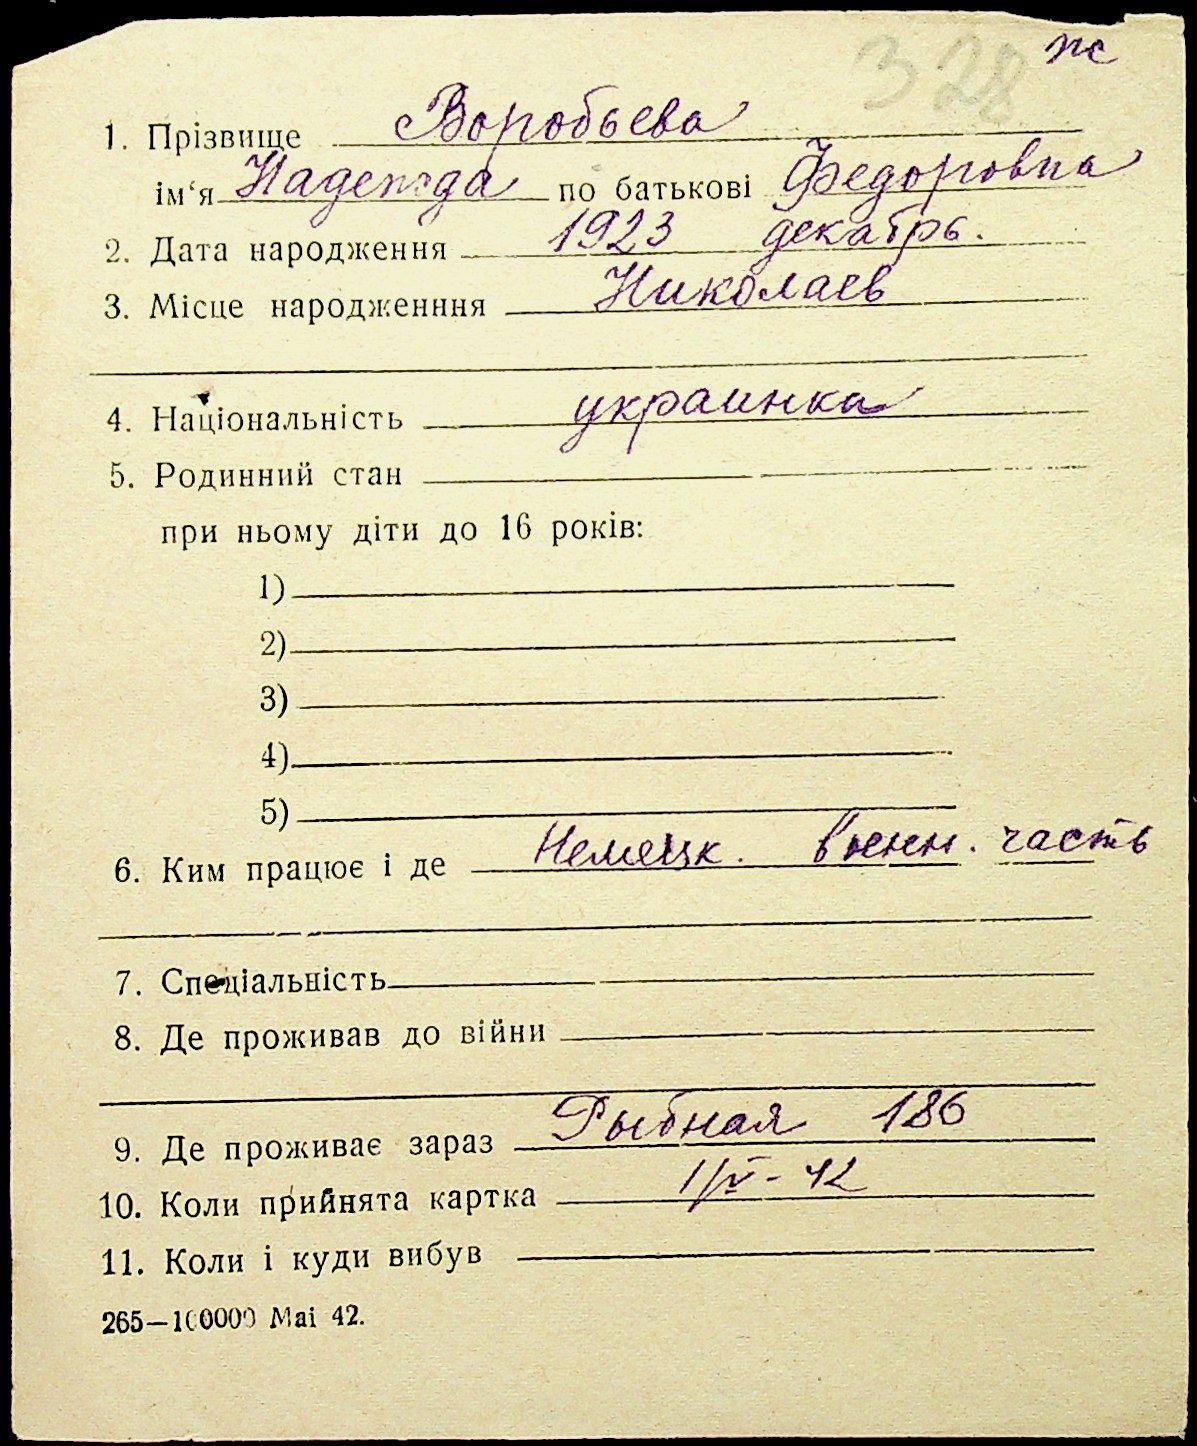 328 ж
1. Прізвище Воробьева
ім‘я Надежда по батькові Федоровна
2. Дата народження 1923 декабрь.
3. Місце народженння Николаев
4. Національність украинка
5. Родинний стан
при ньому діти до 16 років:
1)
2)
3)
4)
5)
6. Ким працює і де Немецк. воєнн. часть
7. Спеціальність
8. Де проживав до війни
9. Де проживає зараз Рыбная 186
10. Коли прийнята картка 1/V-42
11. Коли і куди вибув
265—100000 Mai 42.